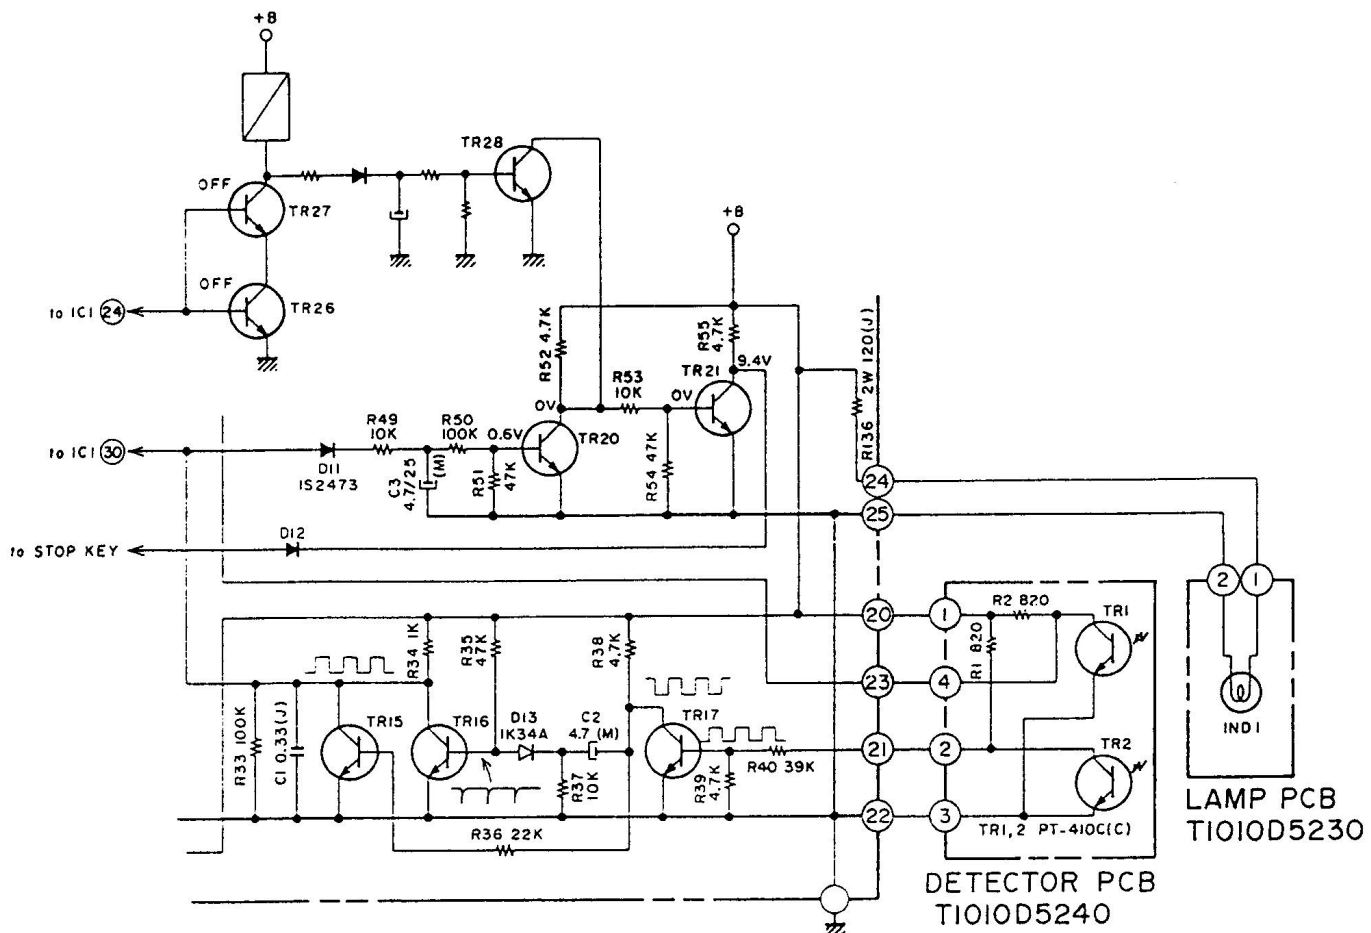 +B
TR28
OFF
TR27
+B
OFF
to IC1 24
TR26
R52 4.7K
R55
4.7K
9.4V
R136 2W 120(J)
TR21
R53
10K
0V
0V
R49
10K
R50
100K
0.6V
TR20
to IC1 30
D11
1S2473
C3
4.7/25
(M)
R51
47K
R54 47K
24
25
D12
to STOP KEY
2
1
20
1
R2 820
TR1
R34 1K
R35
47K
R38
4.7K
R1 820
23
4
IND1
TR15
TR16
D13
1K34A
C2
4.7 (M)
TR17
21
2
TR2
R33 100K
C1 0.33(J)
R37
10K
R39
4.7K
R40 39K
LAMP PCB
T1010D5230
22
3
TR1,2 PT-410C(C)
R36 22K
DETECTOR PCB
T1010D5240